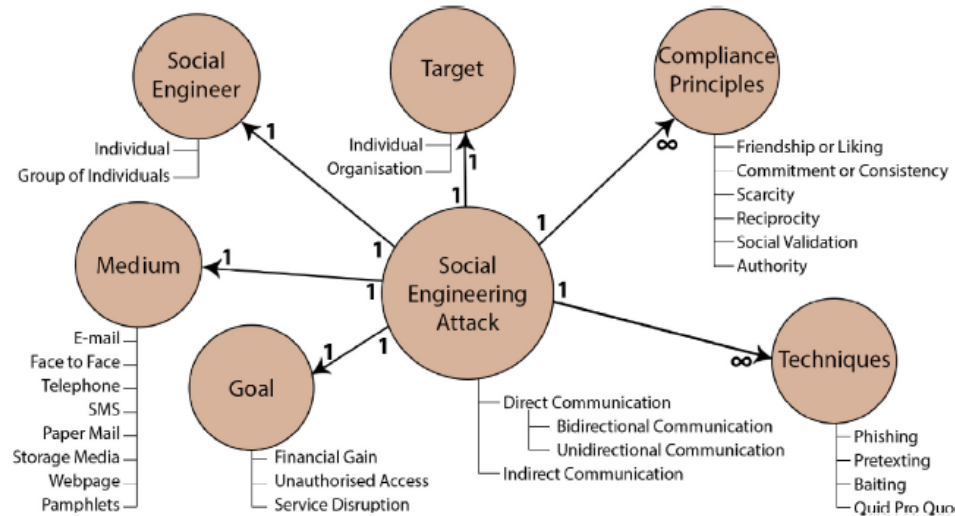 Social
Engineer
Individual
Group of Individuals
1
Target
Individual
Organisation
1
1
Compliance
Principles
Friendship or Liking
Commitment or Consistency
Scarcity
Reciprocity
Social Validation
Authority
∞
1
1
Medium
E-mail
Face to Face
Telephone
SMS
Paper Mail
Storage Media
Webpage
Pamphlets
1
1
Social
Engineering
Attack
Direct Communication
Bidirectional Communication
Unidirectional Communication
Indirect Communication
1
∞
Techniques
Phishing
Pretexting
Baiting
Quid Pro Quo
1
1
Goal
Financial Gain
Unauthorised Access
Service Disruption